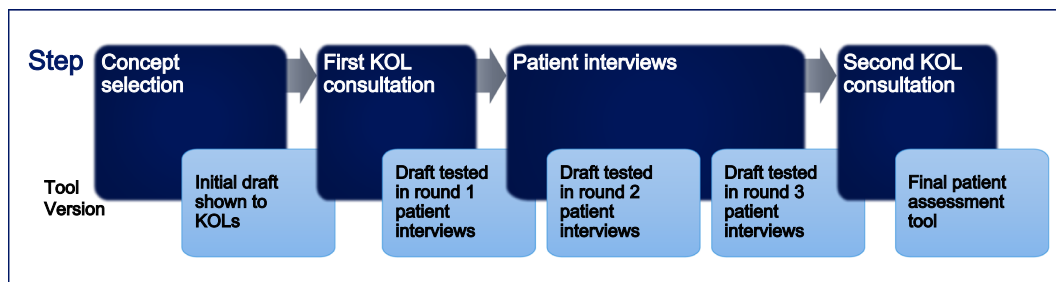 Step
Concept
selection
First KOL
consultation
Patient interviews
Second KOL
consultation
Tool
Version
Initial draft
shown to
KOLs
Draft tested
in round 1
patient
interviews
Draft tested
in round 2
patient
interviews
Draft tested
in round 3
patient
interviews
Final patient
assessment
tool